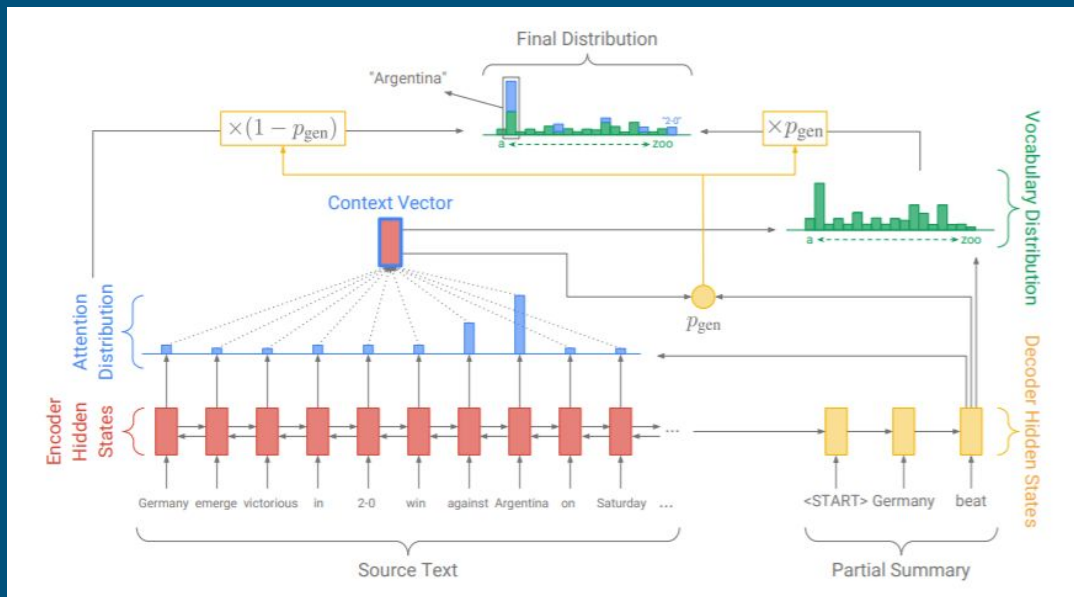 Final Distribution
"Argentina"
×(1 − p_gen)
"2-0"
×p_gen
a
zoo
Context Vector
Vocabulary Distribution
a
zoo
Attention
Distribution
p_gen
Encoder
Hidden
States
Decoder Hidden States
...
Germany emerge victorious in 2-0 win against Argentina on Saturday ...
<START> Germany beat
Source Text
Partial Summary